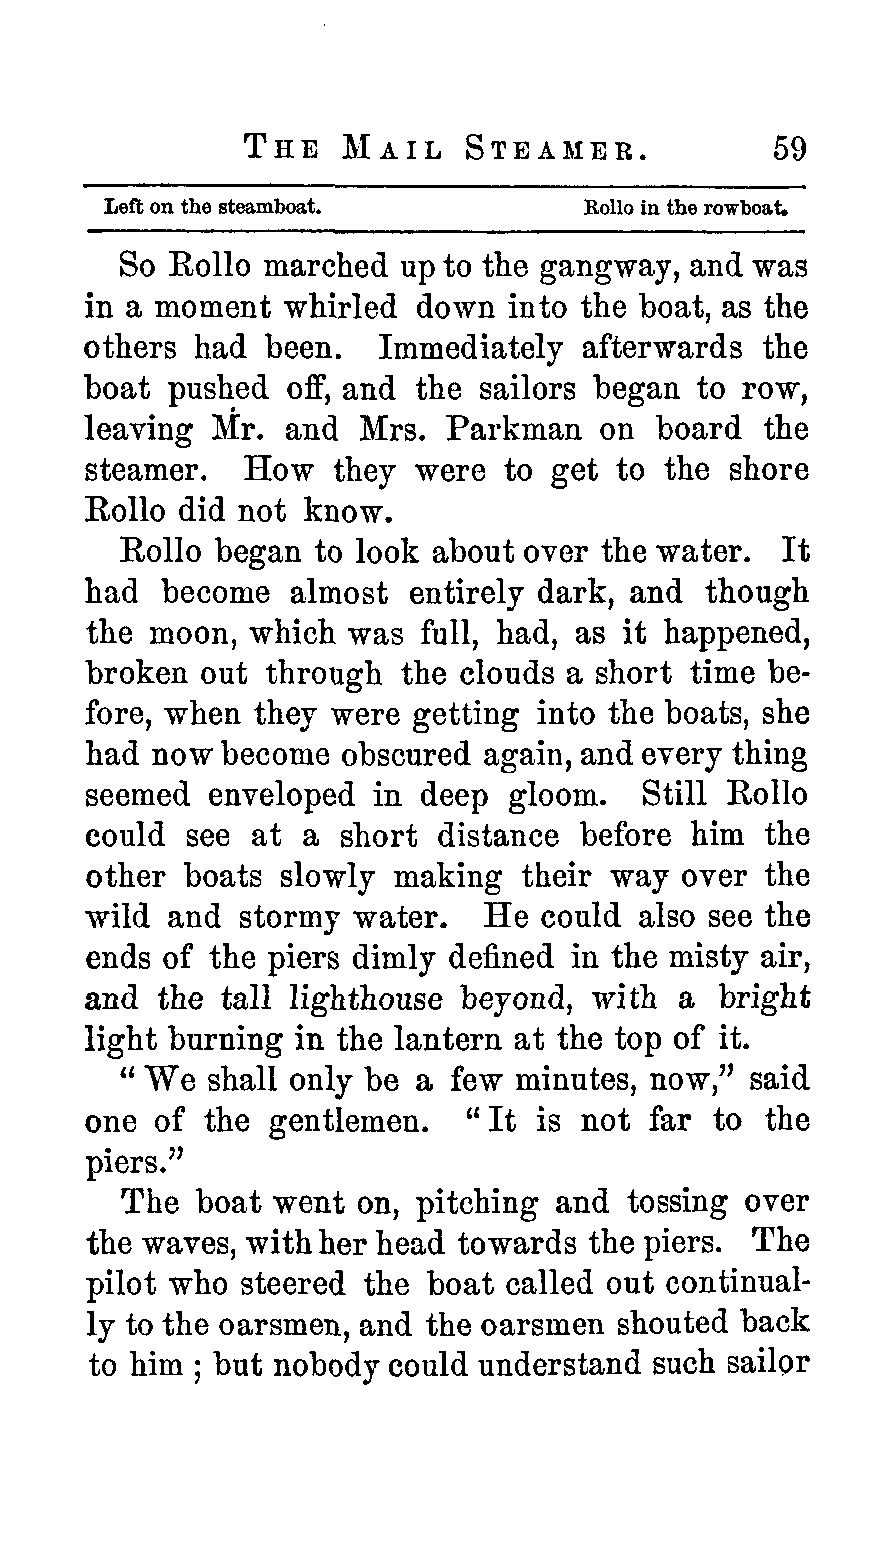 THE MAIL STEAMER. 59
Left on the steamboat. Rollo in the rowboat.
So Rollo marched up to the gangway, and was
in a moment whirled down into the boat, as the
others had been. Immediately afterwards the
boat pushed off, and the sailors began to row,
leaving Mr. and Mrs. Parkman on board the
steamer. How they were to get to the shore
Rollo did not know.
Rollo began to look about over the water. It
had become almost entirely dark, and though
the moon, which was full, had, as it happened,
broken out through the clouds a short time be-
fore, when they were getting into the boats, she
had now become obscured again, and every thing
seemed enveloped in deep gloom. Still Rollo
could see at a short distance before him the
other boats slowly making their way over the
wild and stormy water. He could also see the
ends of the piers dimly defined in the misty air,
and the tall lighthouse beyond, with a bright
light burning in the lantern at the top of it.
“We shall only be a few minutes, now,” said
one of the gentlemen. “It is not far to the
piers.”
The boat went on, pitching and tossing over
the waves, with her head towards the piers. The
pilot who steered the boat called out continual-
ly to the oarsmen, and the oarsmen shouted back
to him ; but nobody could understand such sailor